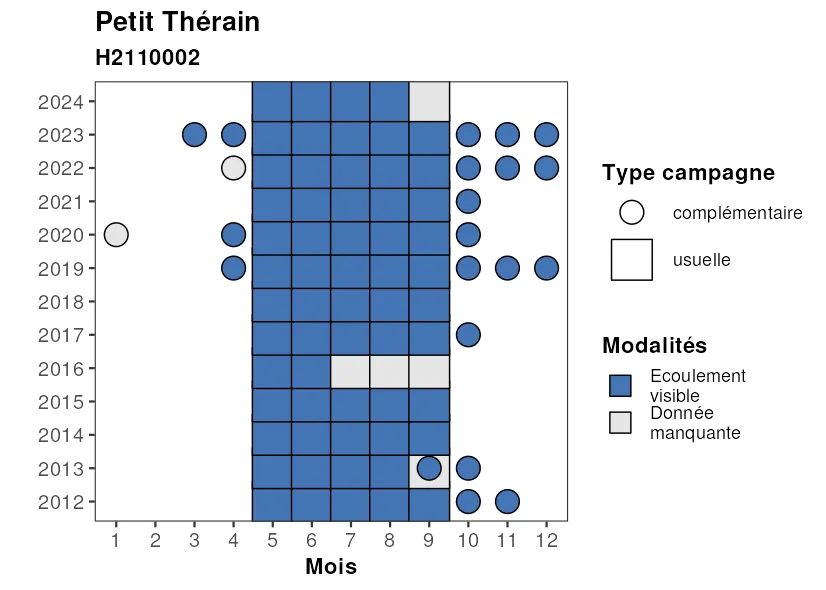 Petit Thérain
H2110002
2024
2023
2022
2021
2020
2019
2018
2017
2016
2015
2014
2013
2012
1 2 3 4 5 6 7 8 9 10 11 12
Mois
Type campagne
complémentaire
usuelle
Modalités
Ecoulement
visible
Donnée
manquante